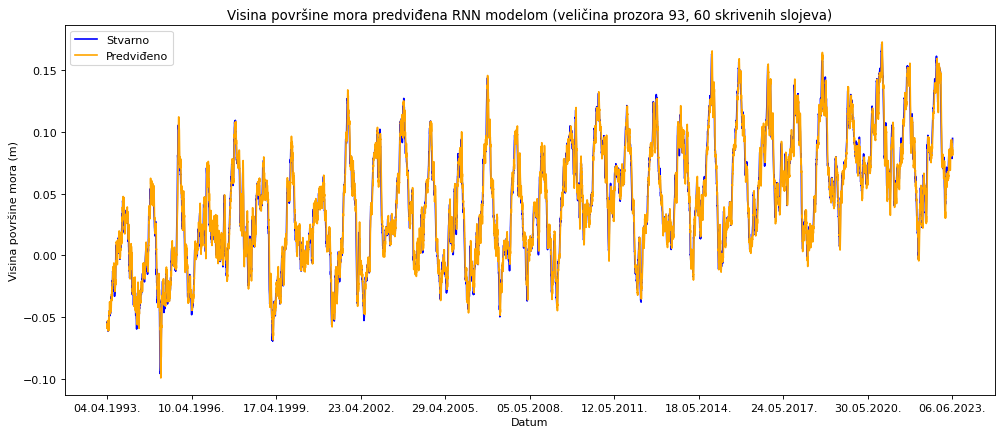 Visina površine mora predviđena RNN modelom (veličina prozora 93, 60 skrivenih slojeva)
Stvarno
Predviđeno
Visina površine mora (m)
0.15
0.10
0.05
0.00
−0.05
−0.10
04.04.1993. 10.04.1996. 17.04.1999. 23.04.2002. 29.04.2005. 05.05.2008. 12.05.2011. 18.05.2014. 24.05.2017. 30.05.2020. 06.06.2023.
Datum